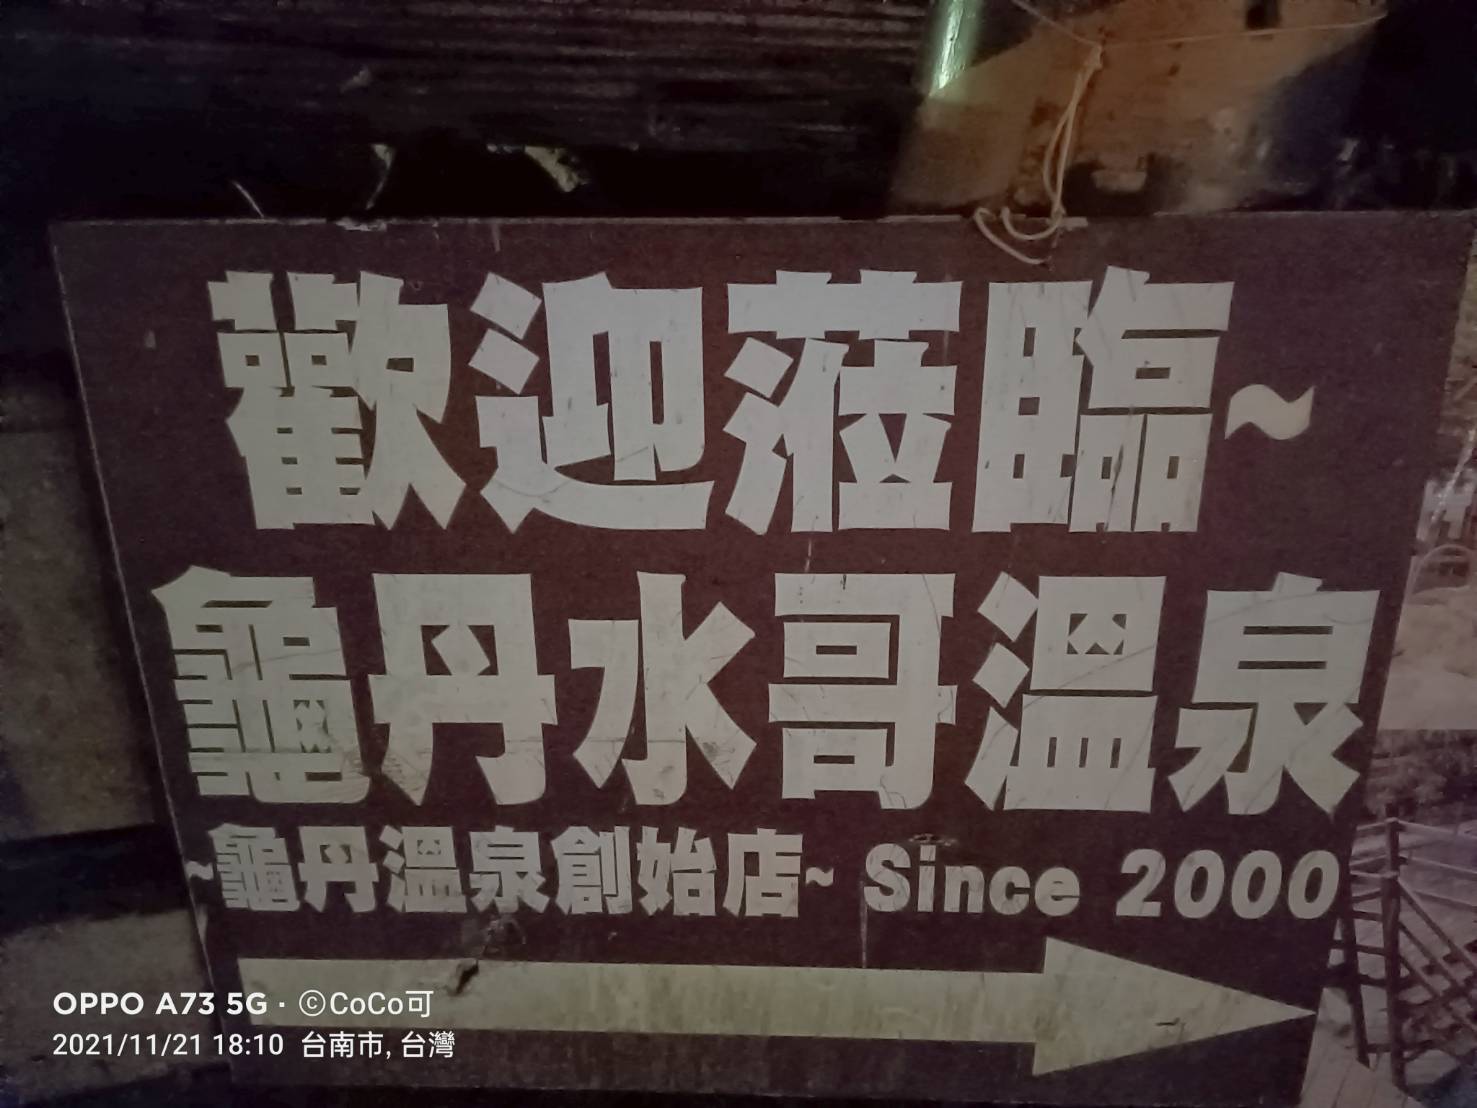 歡迎蒞臨~
龜丹水哥溫泉
~龜丹溫泉創始店~ Since 2000
OPPO A73 5G · ⓒCoCo可
2021/11/21 18:10 台南市, 台灣